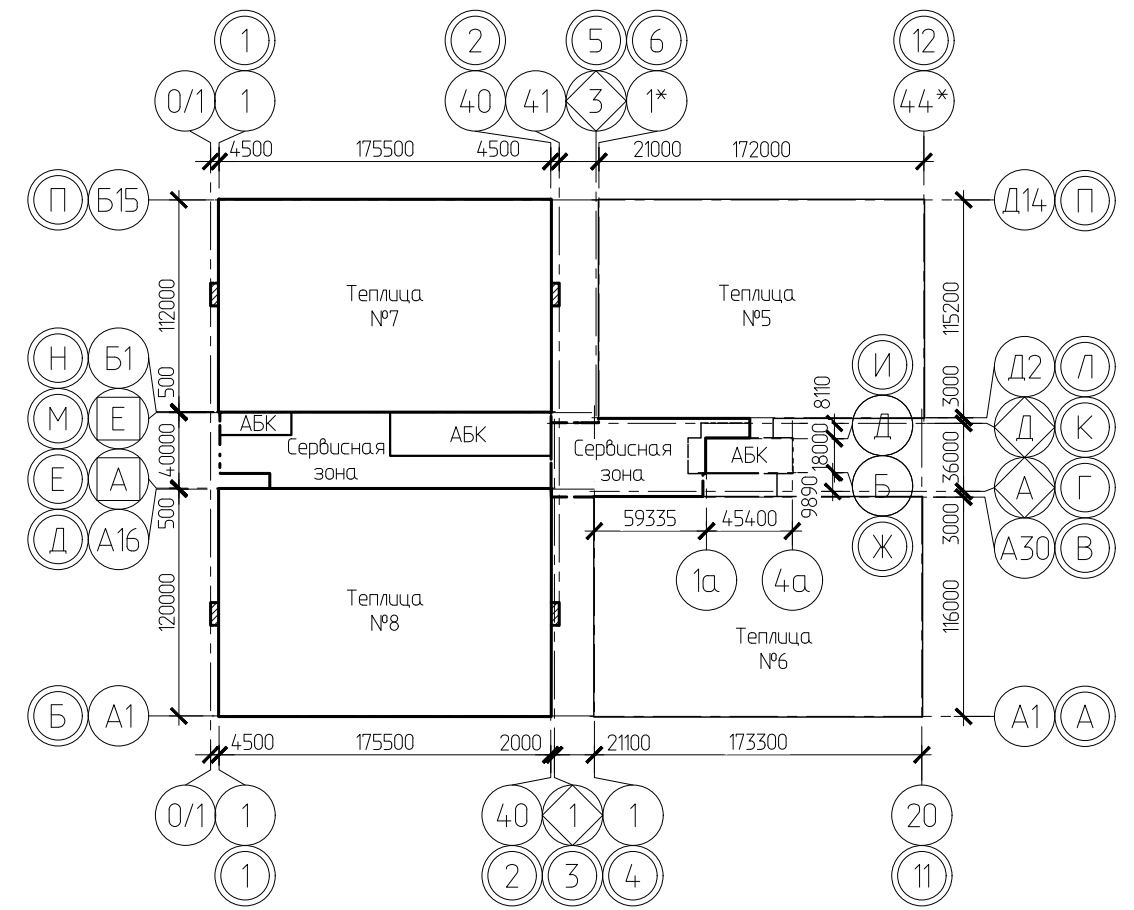 1 2 5 6 12
0/1 1 40 41 3 1* 44*
4500 175500 4500 21000 172000
П Б15 Д14 П
112000
115200
Теплица
№7
Теплица
№5
Н Б1
И
Д2 Л
500
8110
3000
М Е
АБК
АБК
Сервисная
зона
Сервисная
зона
АБК
Д
Д К
40000
18000
36000
Е А
Б
А Г
500
9890
3000
Д А16
59335 45400
Ж
А30 В
1а 4а
120000
116000
Теплица
№8
Теплица
№6
Б А1 А1 А
4500 175500 2000 21100 173300
0/1 1 40 1 1 20
1 2 3 4 11